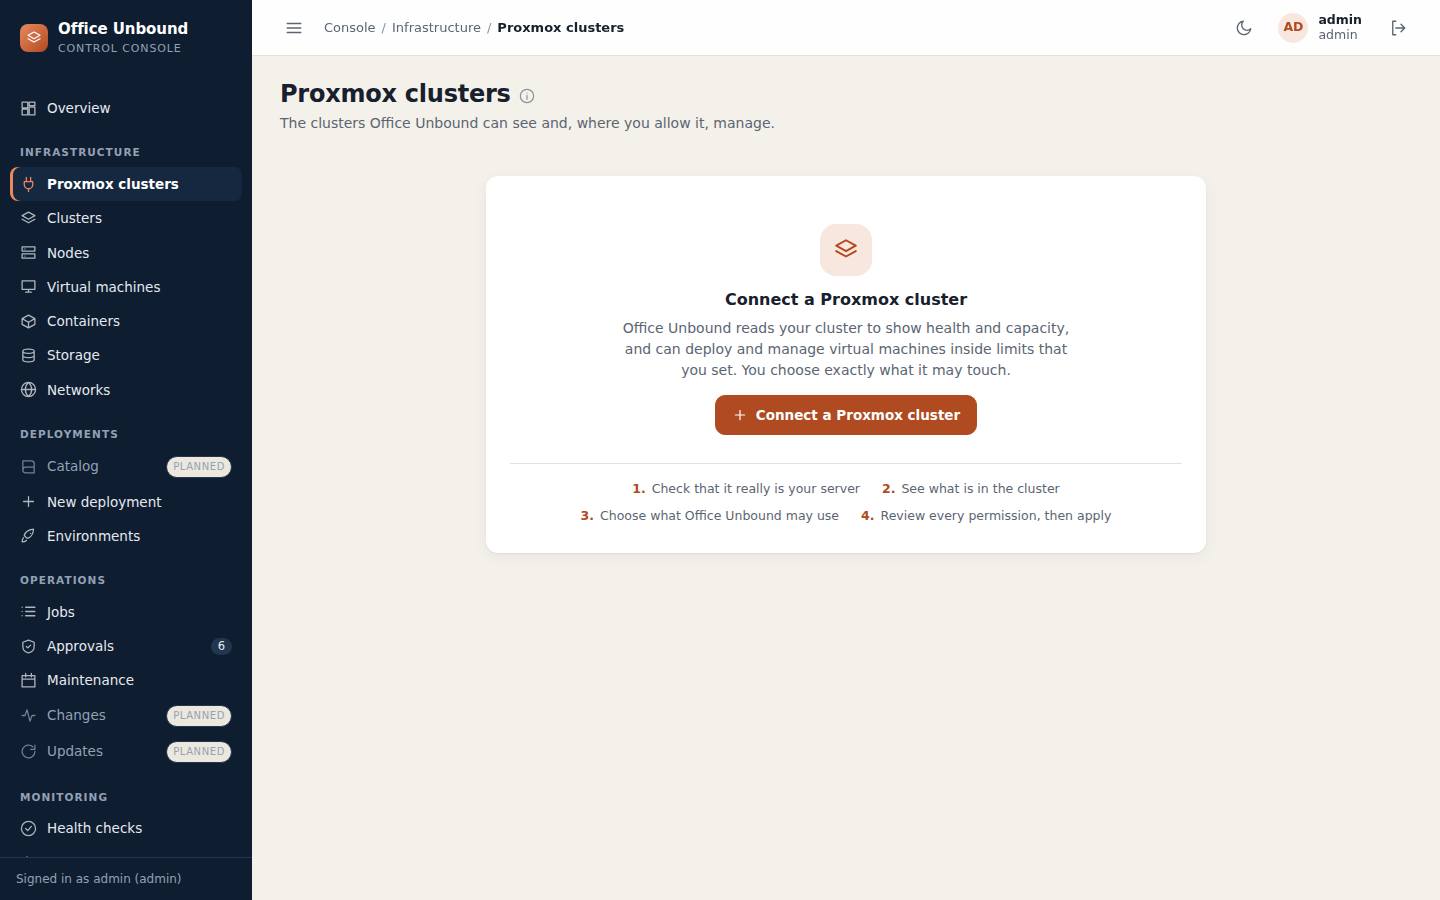 Office Unbound
CONTROL CONSOLE
Overview
INFRASTRUCTURE
Proxmox clusters
Clusters
Nodes
Virtual machines
Containers
Storage
Networks
DEPLOYMENTS
Catalog PLANNED
New deployment
Environments
OPERATIONS
Jobs
Approvals 6
Maintenance
Changes PLANNED
Updates PLANNED
MONITORING
Health checks
Signed in as admin (admin)
Console / Infrastructure / Proxmox clusters
AD
admin
admin
Proxmox clusters
The clusters Office Unbound can see and, where you allow it, manage.
Connect a Proxmox cluster
Office Unbound reads your cluster to show health and capacity,
and can deploy and manage virtual machines inside limits that
you set. You choose exactly what it may touch.
+ Connect a Proxmox cluster
1. Check that it really is your server 2. See what is in the cluster
3. Choose what Office Unbound may use 4. Review every permission, then apply